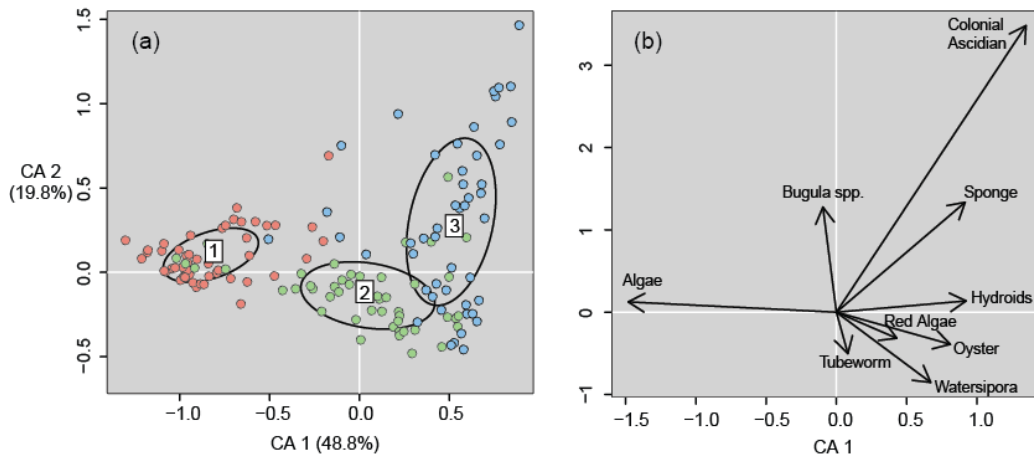 (a)
1.5
1.0
0.5
0.0
−0.5
CA 2
(19.8%)
1
2
3
−1.0
−0.5
0.0
0.5
CA 1 (48.8%)
(b)
3
2
1
0
−1
Colonial
Ascidian
Bugula spp.
Sponge
Algae
Hydroids
Red Algae
Oyster
Tubeworm
Watersipora
−1.5
−1.0
−0.5
0.0
0.5
1.0
CA 1